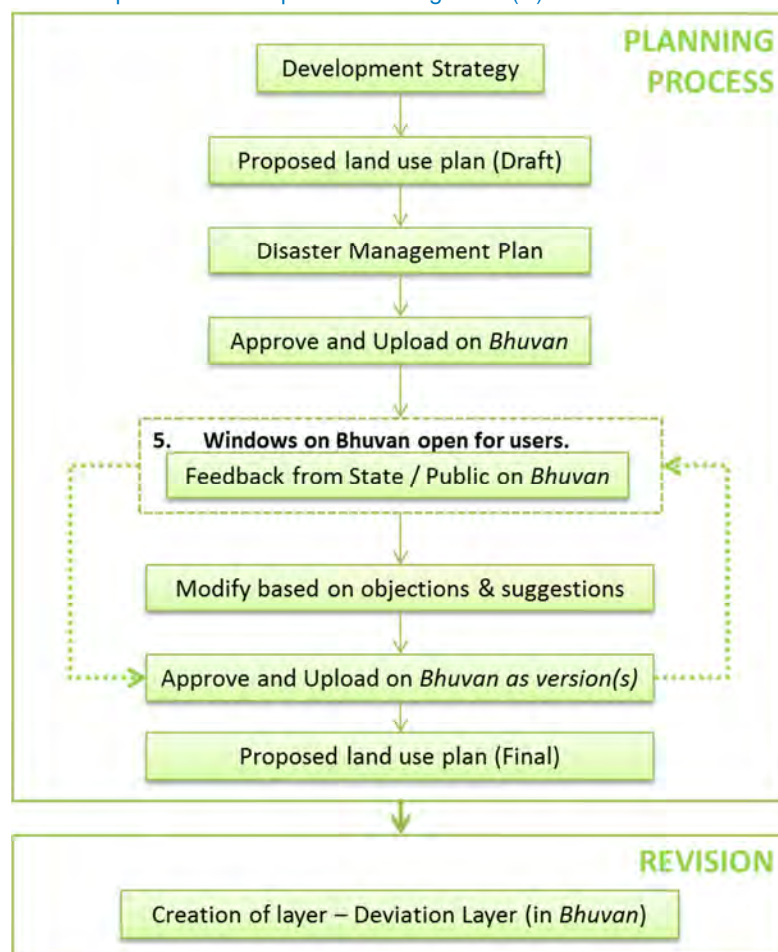 PLANNING
PROCESS
Development Strategy
Proposed land use plan (Draft)
Disaster Management Plan
Approve and Upload on Bhuvan
5. Windows on Bhuvan open for users.
Feedback from State / Public on Bhuvan
Modify based on objections & suggestions
Approve and Upload on Bhuvan as version(s)
Proposed land use plan (Final)
REVISION
Creation of layer – Deviation Layer (in Bhuvan)